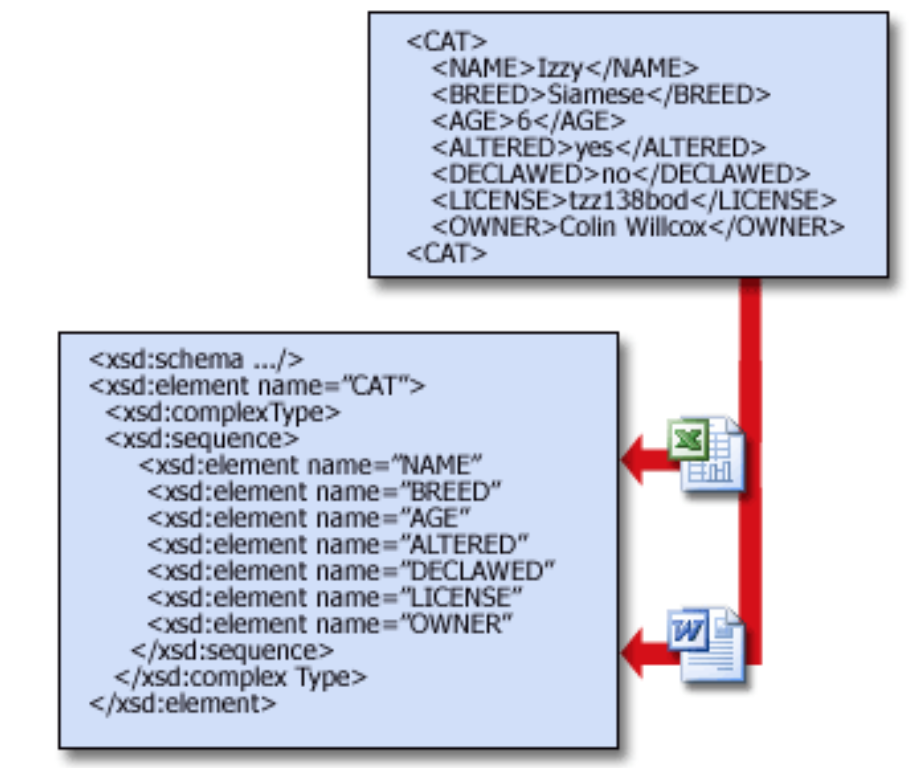 <CAT>
<NAME>Izzy</NAME>
<BREED>Siamese</BREED>
<AGE>6</AGE>
<ALTERED>yes</ALTERED>
<DECLAWED>no</DECLAWED>
<LICENSE>tzz138bod</LICENSE>
<OWNER>Colin Willcox</OWNER>
<CAT>
<xsd:schema .../>
<xsd:element name="CAT">
<xsd:complexType>
<xsd:sequence>
<xsd:element name="NAME"
<xsd:element name="BREED"
<xsd:element name="AGE"
<xsd:element name="ALTERED"
<xsd:element name="DECLAWED"
<xsd:element name="LICENSE"
<xsd:element name="OWNER"
</xsd:sequence>
</xsd:complex Type>
</xsd:element>
X
W